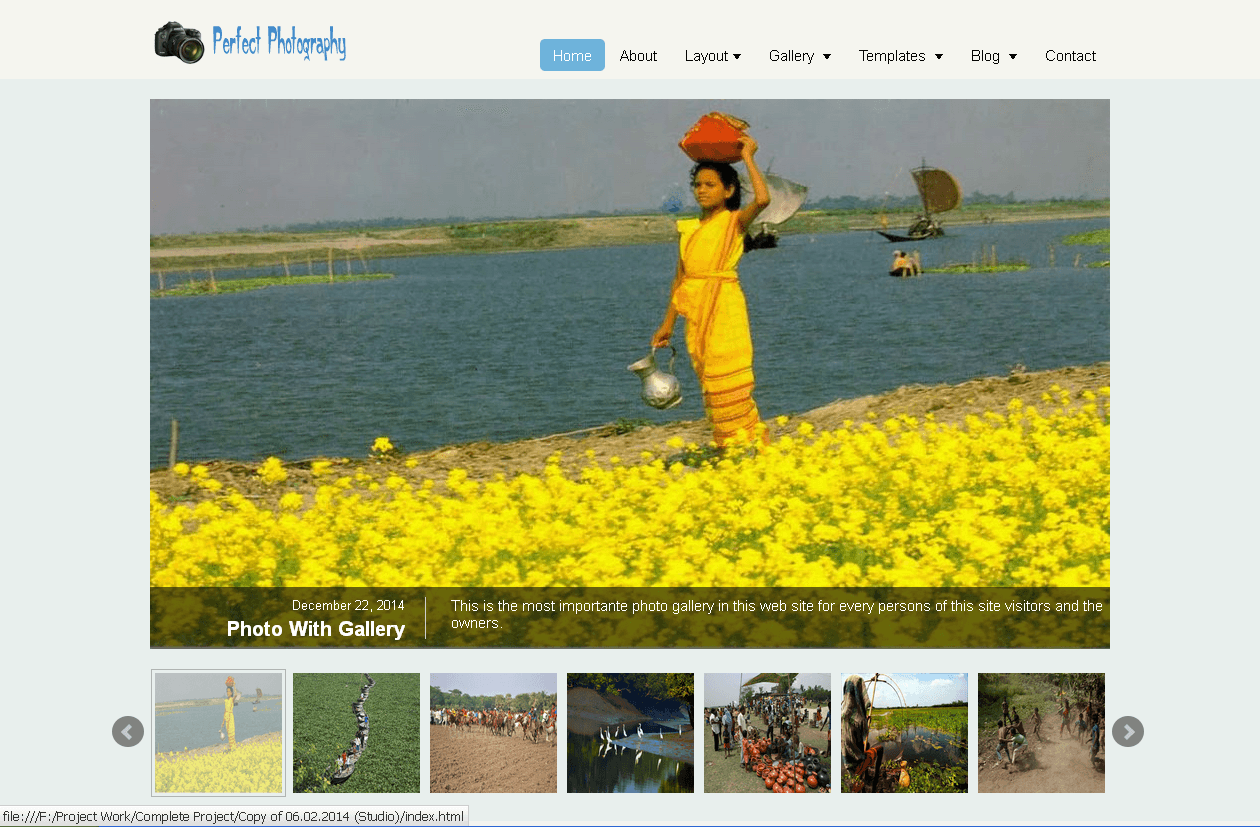 Perfect Photography
Home About Layout Gallery Templates Blog Contact
December 22, 2014
Photo With Gallery
This is the most importante photo gallery in this web site for every persons of this site visitors and the
owners.
file:///F:/Project Work/Complete Project/Copy of 06.02.2014 (Studio)/index.html